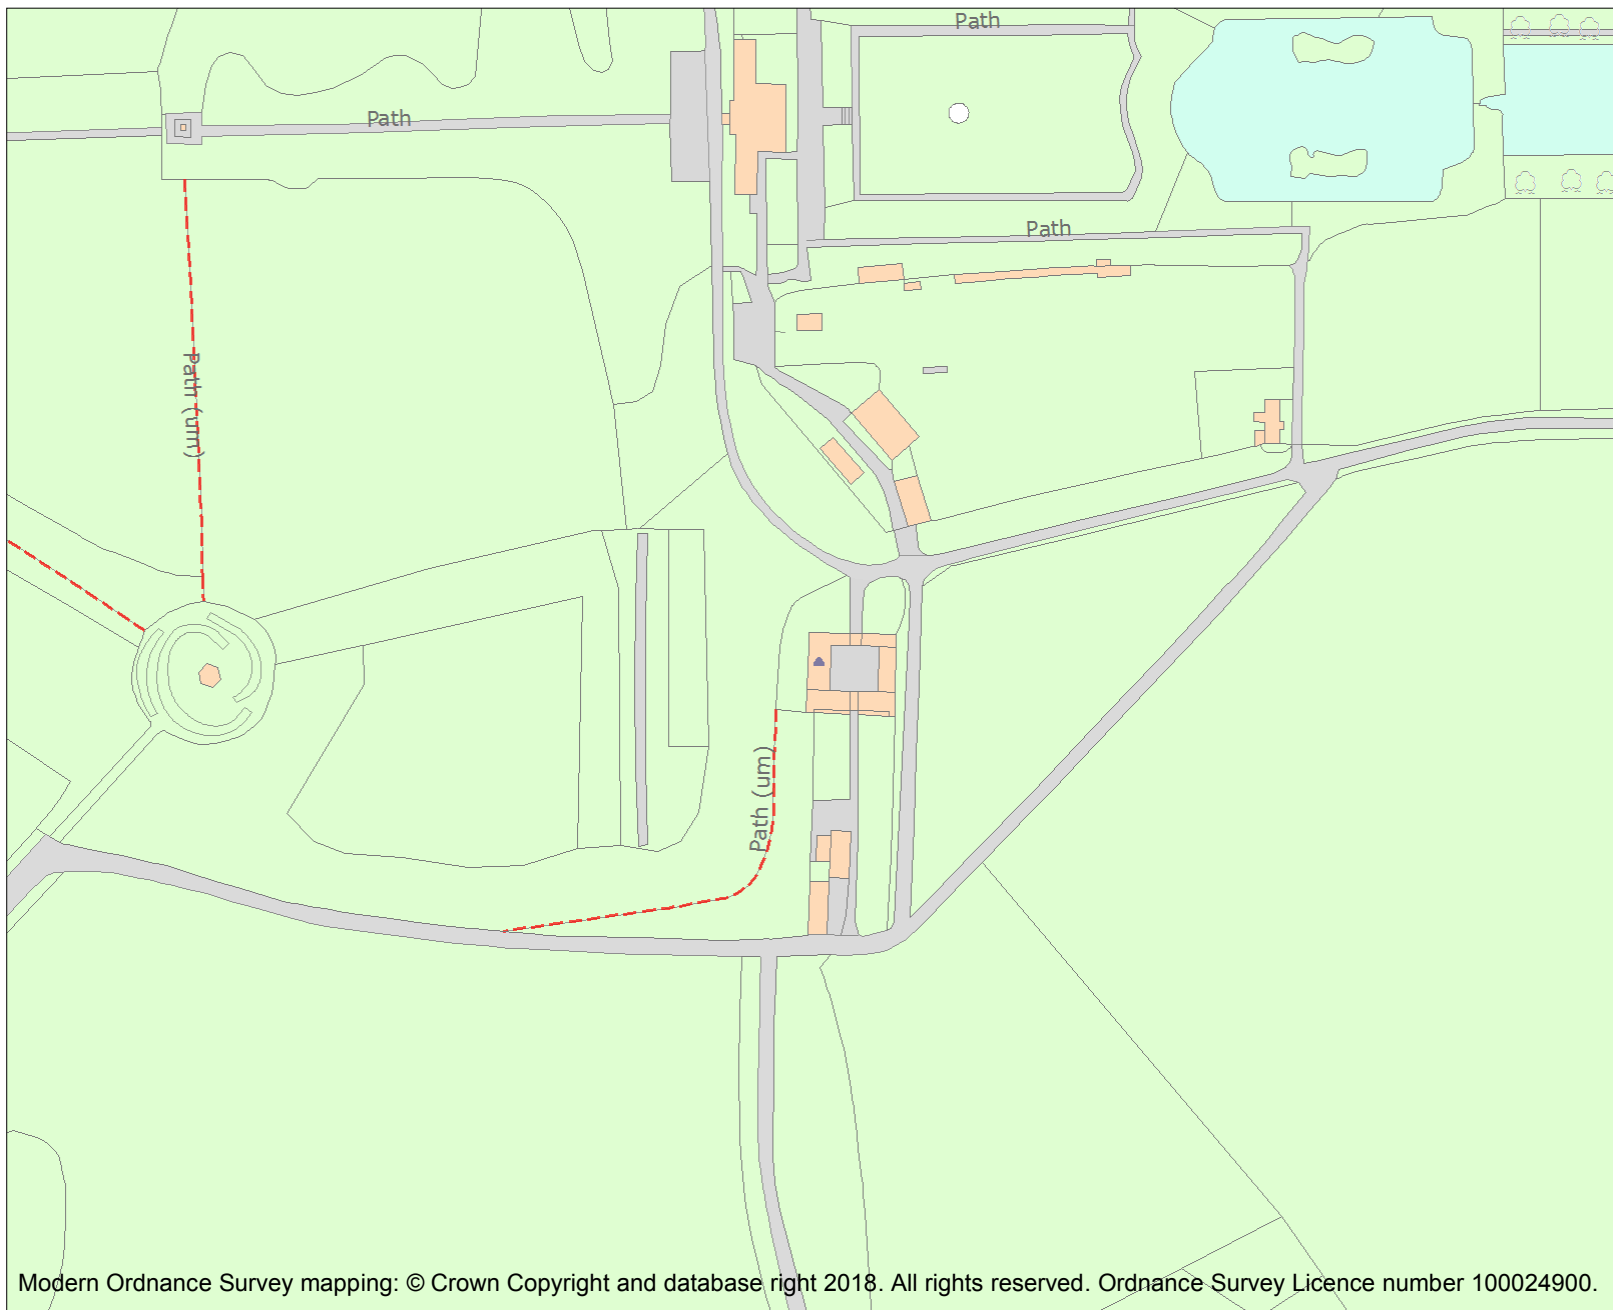 Path
Path
Path
Path (um)
Path (um)
Modern Ordnance Survey mapping: © Crown Copyright and database right 2018. All rights reserved. Ordnance Survey Licence number 100024900.